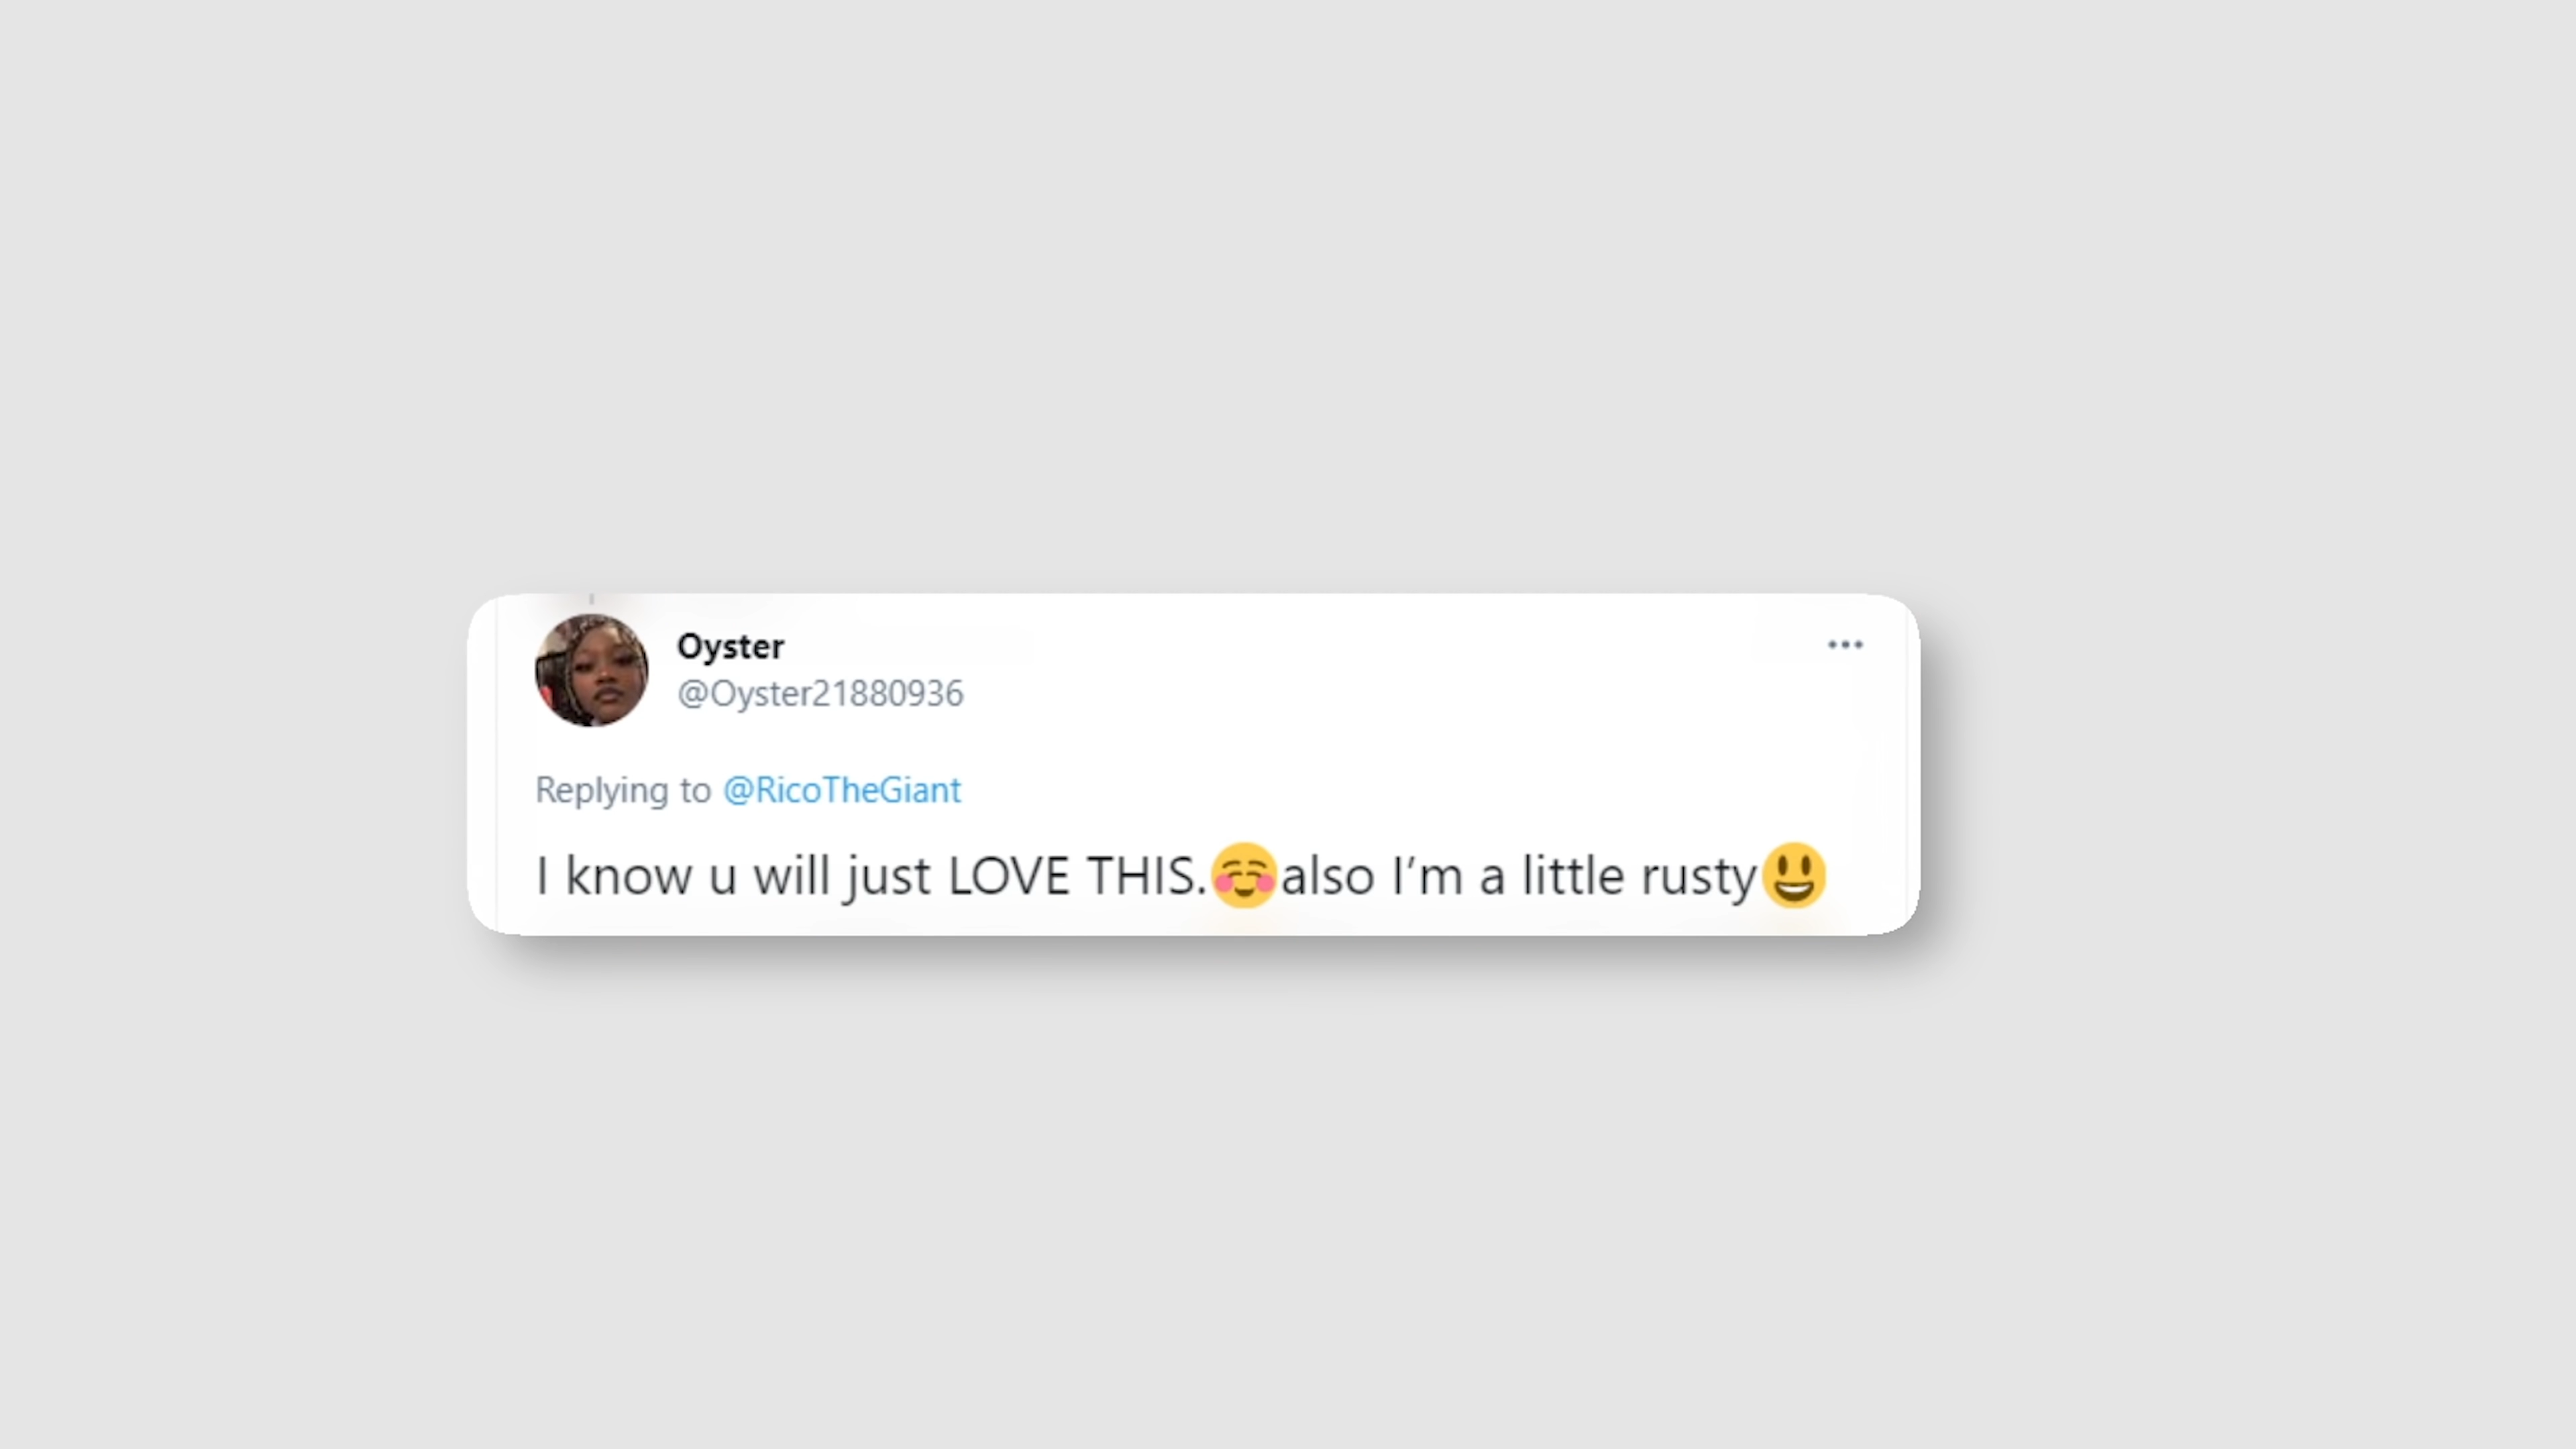 Oyster
@Oyster21880936
Replying to @RicoTheGiant
I know u will just LOVE THIS.☺️also I’m a little rusty😃